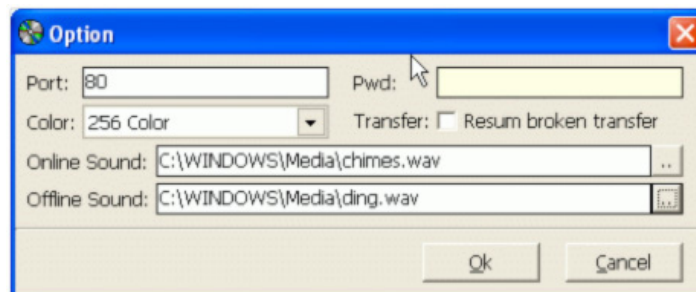 Option
Port: 80 Pwd:
Color: 256 Color Transfer: Resum broken transfer
Online Sound: C:\WINDOWS\Media\chimes.wav ..
Offline Sound: C:\WINDOWS\Media\ding.wav ..
Ok Cancel